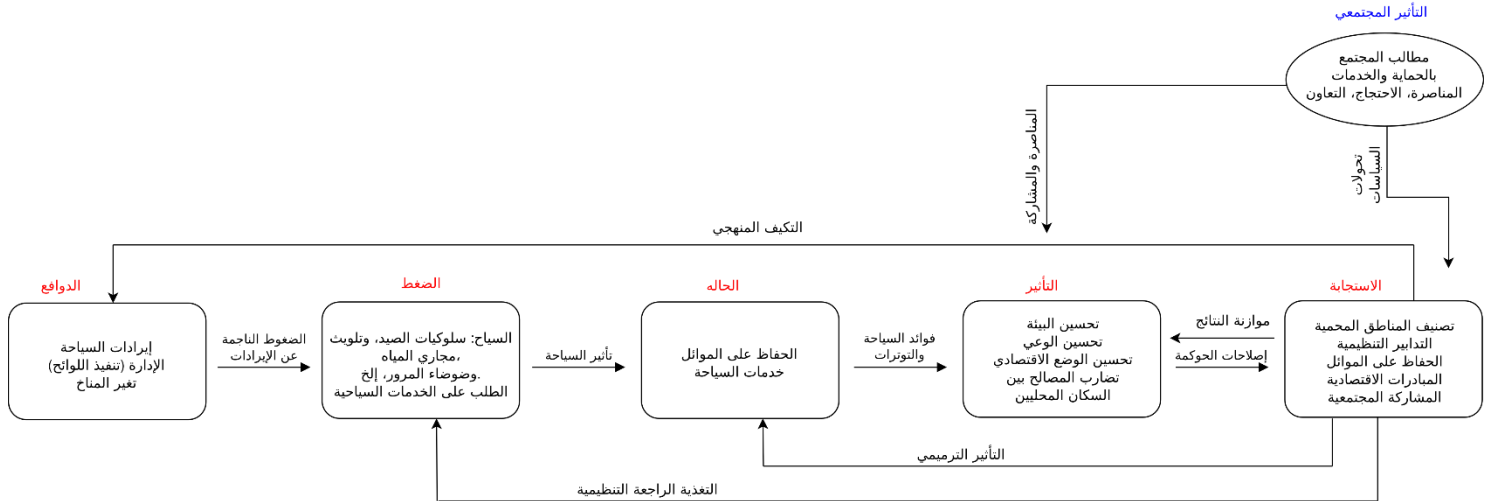 التأثير المجتمعي
مطالب المجتمع
بالحماية والخدمات
المناصرة، الاحتجاج، التعاون
المناصرة والمشاركة
تحولات
السياسات
التكيف المنهجي
الدوافع
إيرادات السياحة
الإدارة (تنفيذ اللوائح)
تغير المناخ
الضغوط الناجمة
عن الإيرادات
الضغط
السياح: سلوكيات الصيد، وتلويث
مجاري المياه،
وضوضاء المرور، إلخ.
الطلب على الخدمات السياحية
تأثير السياحة
الحاله
الحفاظ على الموائل
خدمات السياحة
فوائد السياحة
والتوترات
التأثير
تحسين البيئة
تحسين الوعي
تحسين الوضع الاقتصادي
تضارب المصالح بين
السكان المحليين
موازنة النتائج
إصلاحات الحوكمة
الاستجابة
تصنيف المناطق المحمية
التدابير التنظيمية
الحفاظ على الموائل
المبادرات الاقتصادية
المشاركة المجتمعية
التأثير الترميمي
التغذية الراجعة التنظيمية